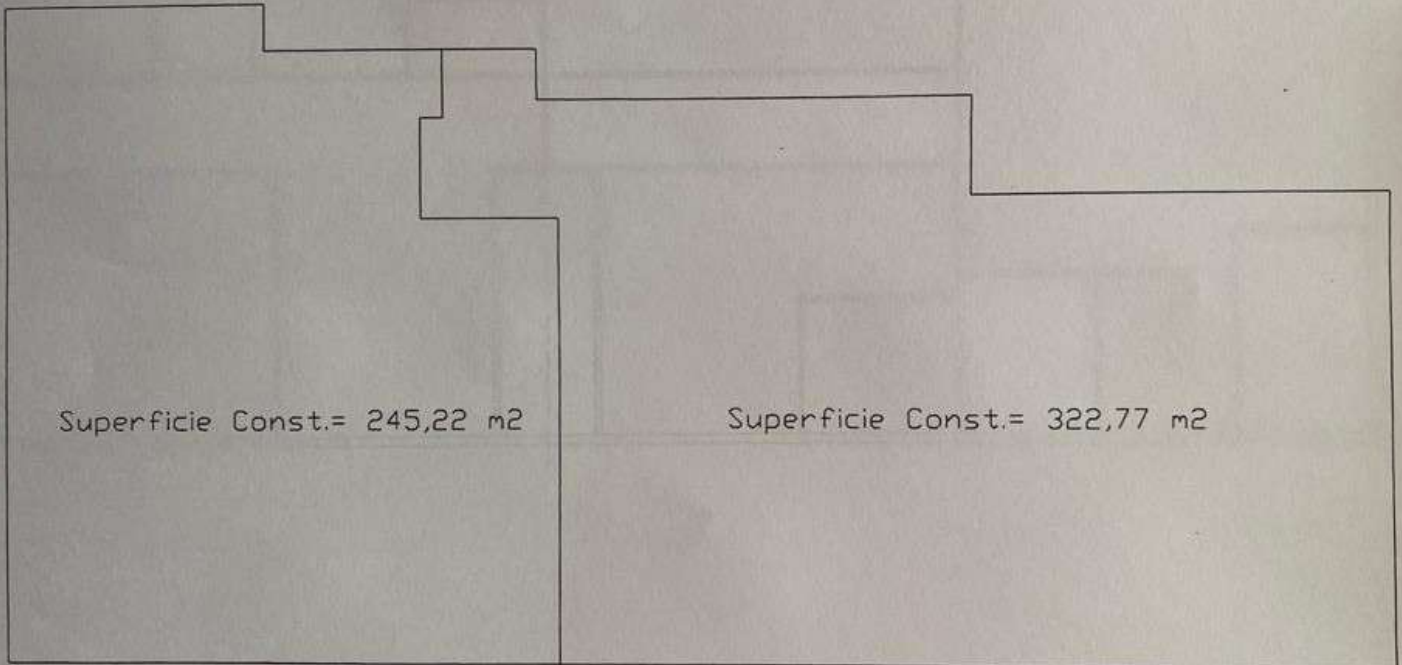 Superficie Const.= 245,22 m2
Superficie Const.= 322,77 m2